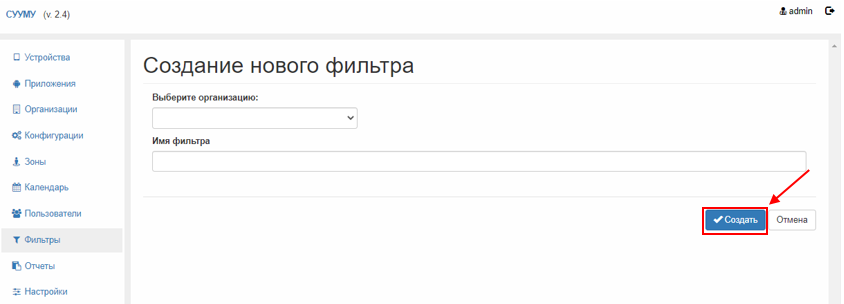 СУУМУ (v. 2.4)
admin
Устройства
Приложения
Организации
Конфигурации
Зоны
Календарь
Пользователи
Фильтры
Отчеты
Настройки
Создание нового фильтра
Выберите организацию:
Имя фильтра
Создать
Отмена